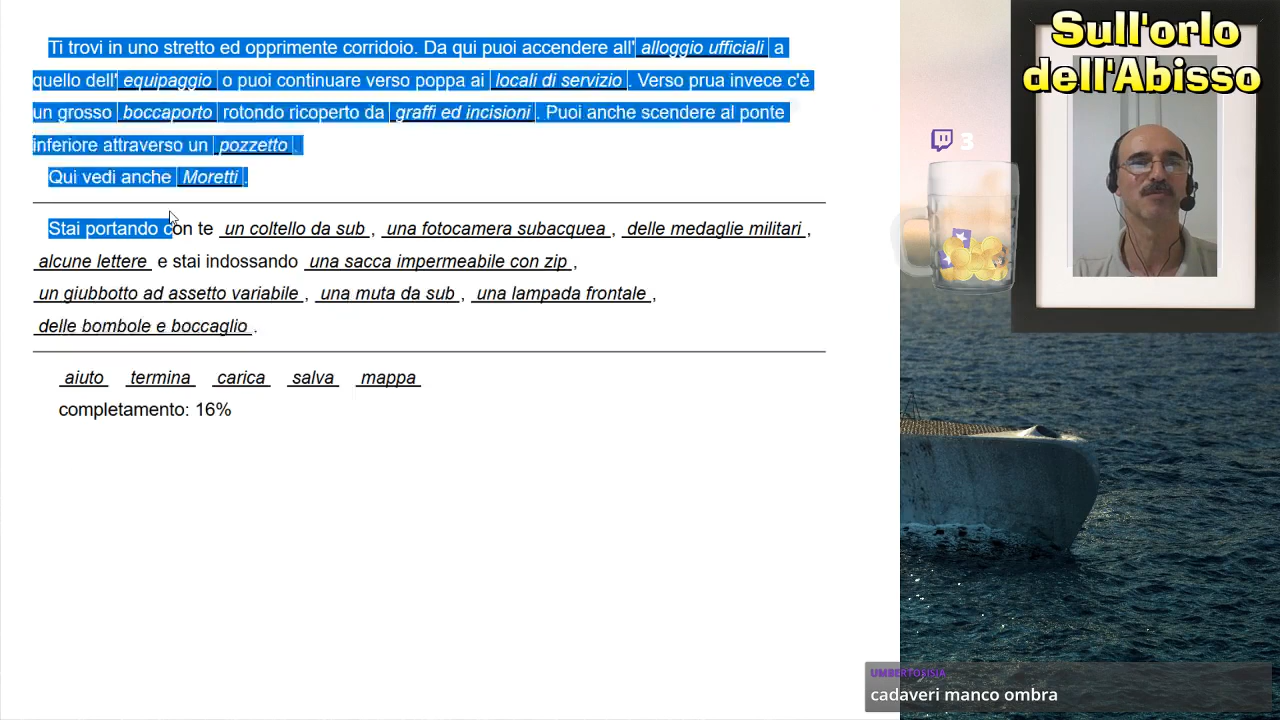 Ti trovi in uno stretto ed opprimente corridoio. Da qui puoi accendere all'alloggio ufficiali a
quello dell'equipaggio o puoi continuare verso poppa ai locali di servizio. Verso prua invece c'è
un grosso boccaporto rotondo ricoperto da graffi ed incisioni. Puoi anche scendere al ponte
inferiore attraverso un pozzetto.
Qui vedi anche Moretti.
Stai portando con te un coltello da sub, una fotocamera subacquea, delle medaglie militari,
alcune lettere e stai indossando una sacca impermeabile con zip,
un giubbotto ad assetto variabile, una muta da sub, una lampada frontale,
delle bombole e boccaglio.
aiuto termina carica salva mappa
completamento: 16%
Sull'orlo
dell'Abisso
3
UMBERTOSISIA
cadaveri manco ombra